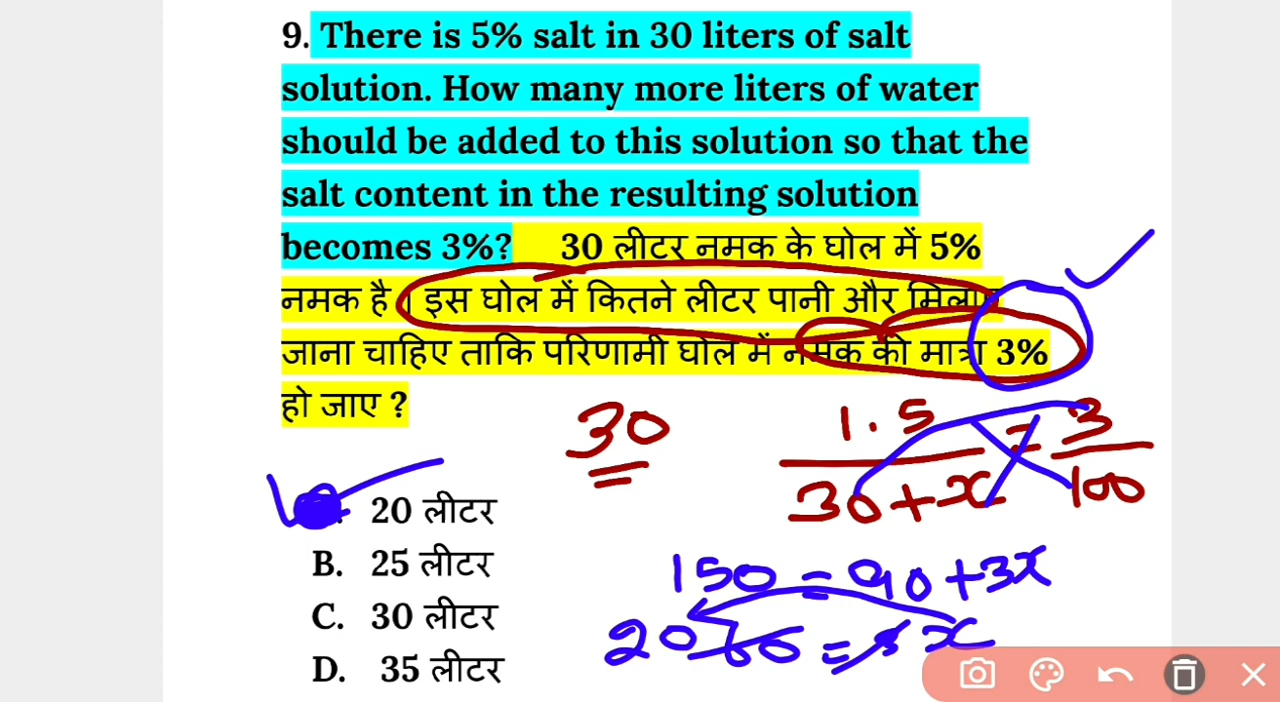 9. There is 5% salt in 30 liters of salt
solution. How many more liters of water
should be added to this solution so that the
salt content in the resulting solution
becomes 3%? 30 लीटर नमक के घोल में 5%
नमक है। इस घोल में कितने लीटर पानी और मिलाया
जाना चाहिए ताकि परिणामी घोल में नमक की मात्रा 3%
हो जाए ?
30
1.5 = 3
30+x 100
20 लीटर
B. 25 लीटर
150 = 90+3x
C. 30 लीटर
20 60 = 3x
D. 35 लीटर